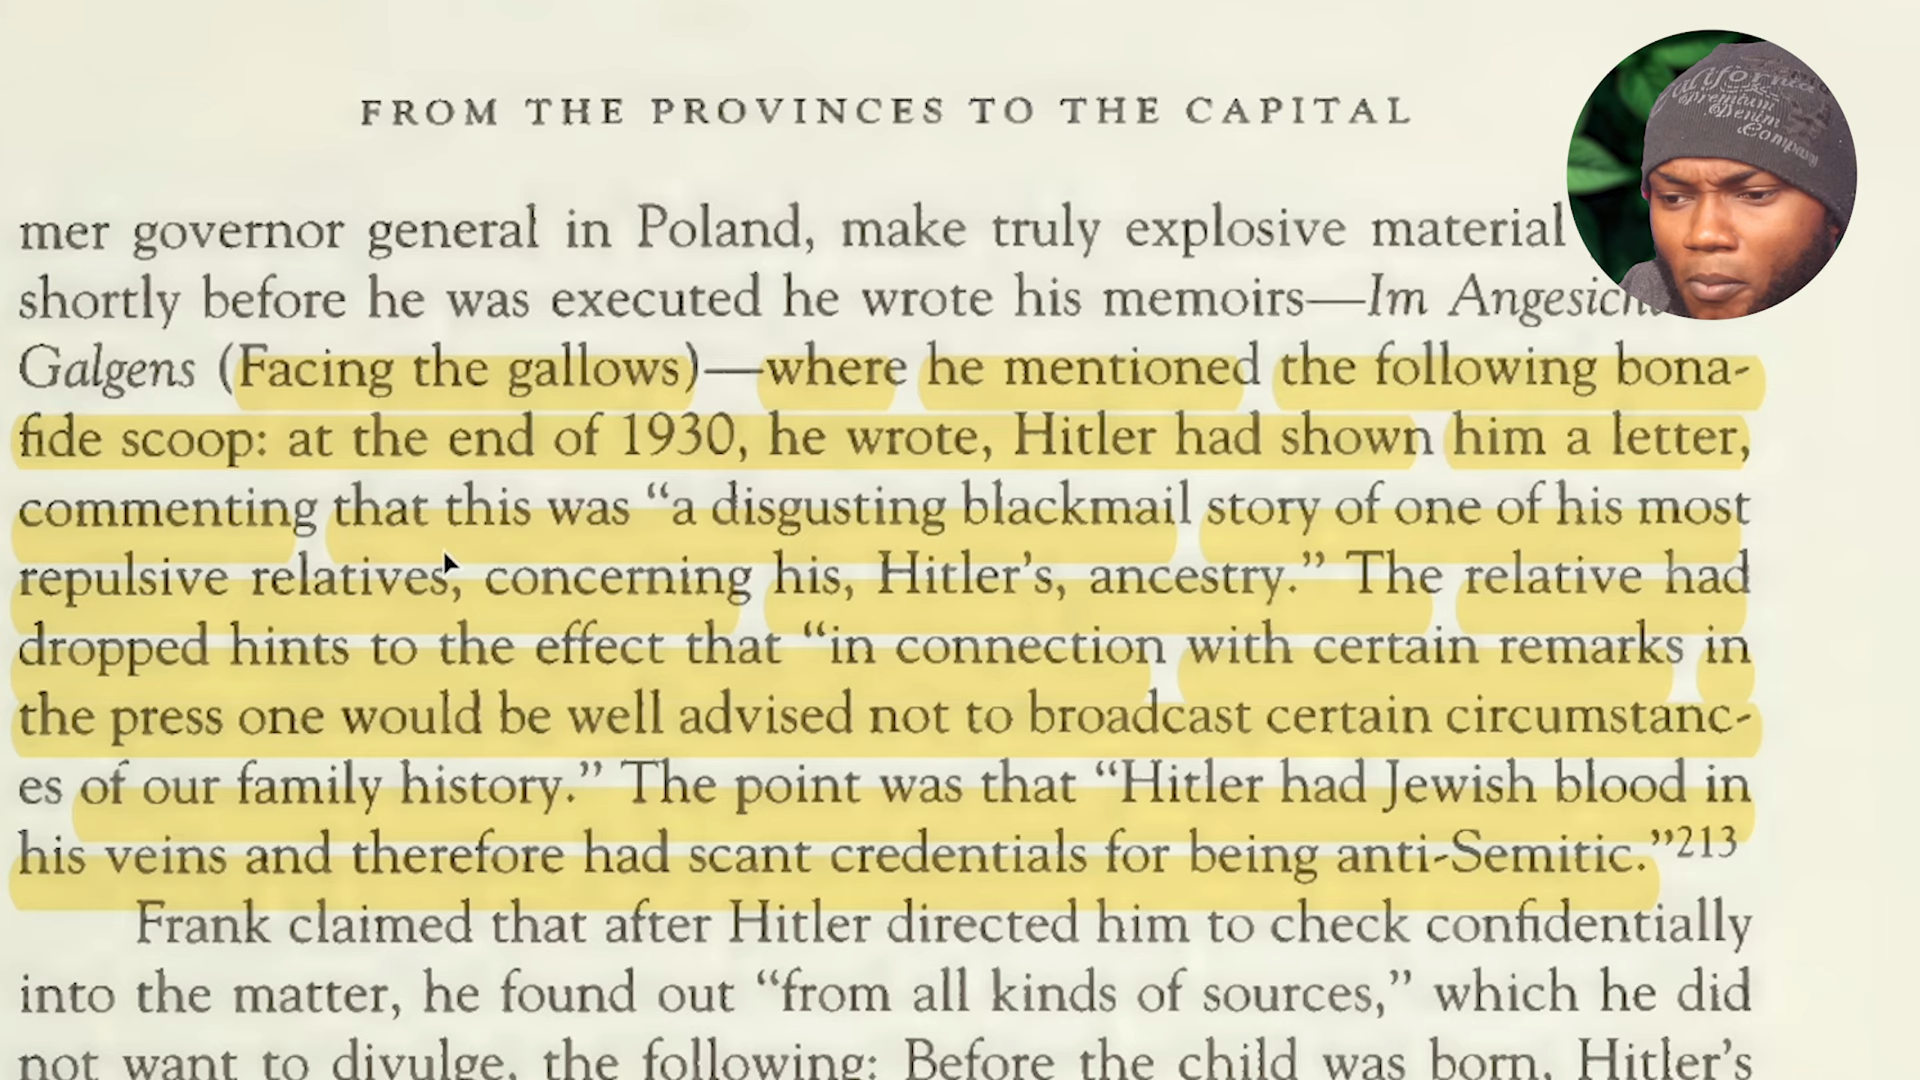 FROM THE PROVINCES TO THE CAPITAL
California
Premium
Denim
Company
mer governor general in Poland, make truly explosive material
shortly before he was executed he wrote his memoirs—Im
Galgens (Facing the gallows)—where he mentioned the following bona-
fide scoop: at the end of 1930, he wrote, Hitler had shown him a letter,
commenting that this was “a disgusting blackmail story of one of his most
repulsive relatives, concerning his, Hitler’s, ancestry.” The relative had
dropped hints to the effect that “in connection with certain remarks in
the press one would be well advised not to broadcast certain circumstanc-
es of our family history.” The point was that “Hitler had Jewish blood in
his veins and therefore had scant credentials for being anti-Semitic.”213
Frank claimed that after Hitler directed him to check confidentially
into the matter, he found out “from all kinds of sources,” which he did
not want to divulge, the following: Before the child was born, Hitler’s